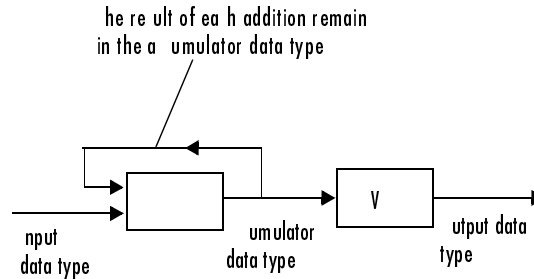 he re ult of ea h addition remain
in the a umulator data type
V
nput
data type
umulator
data type
utput data
type